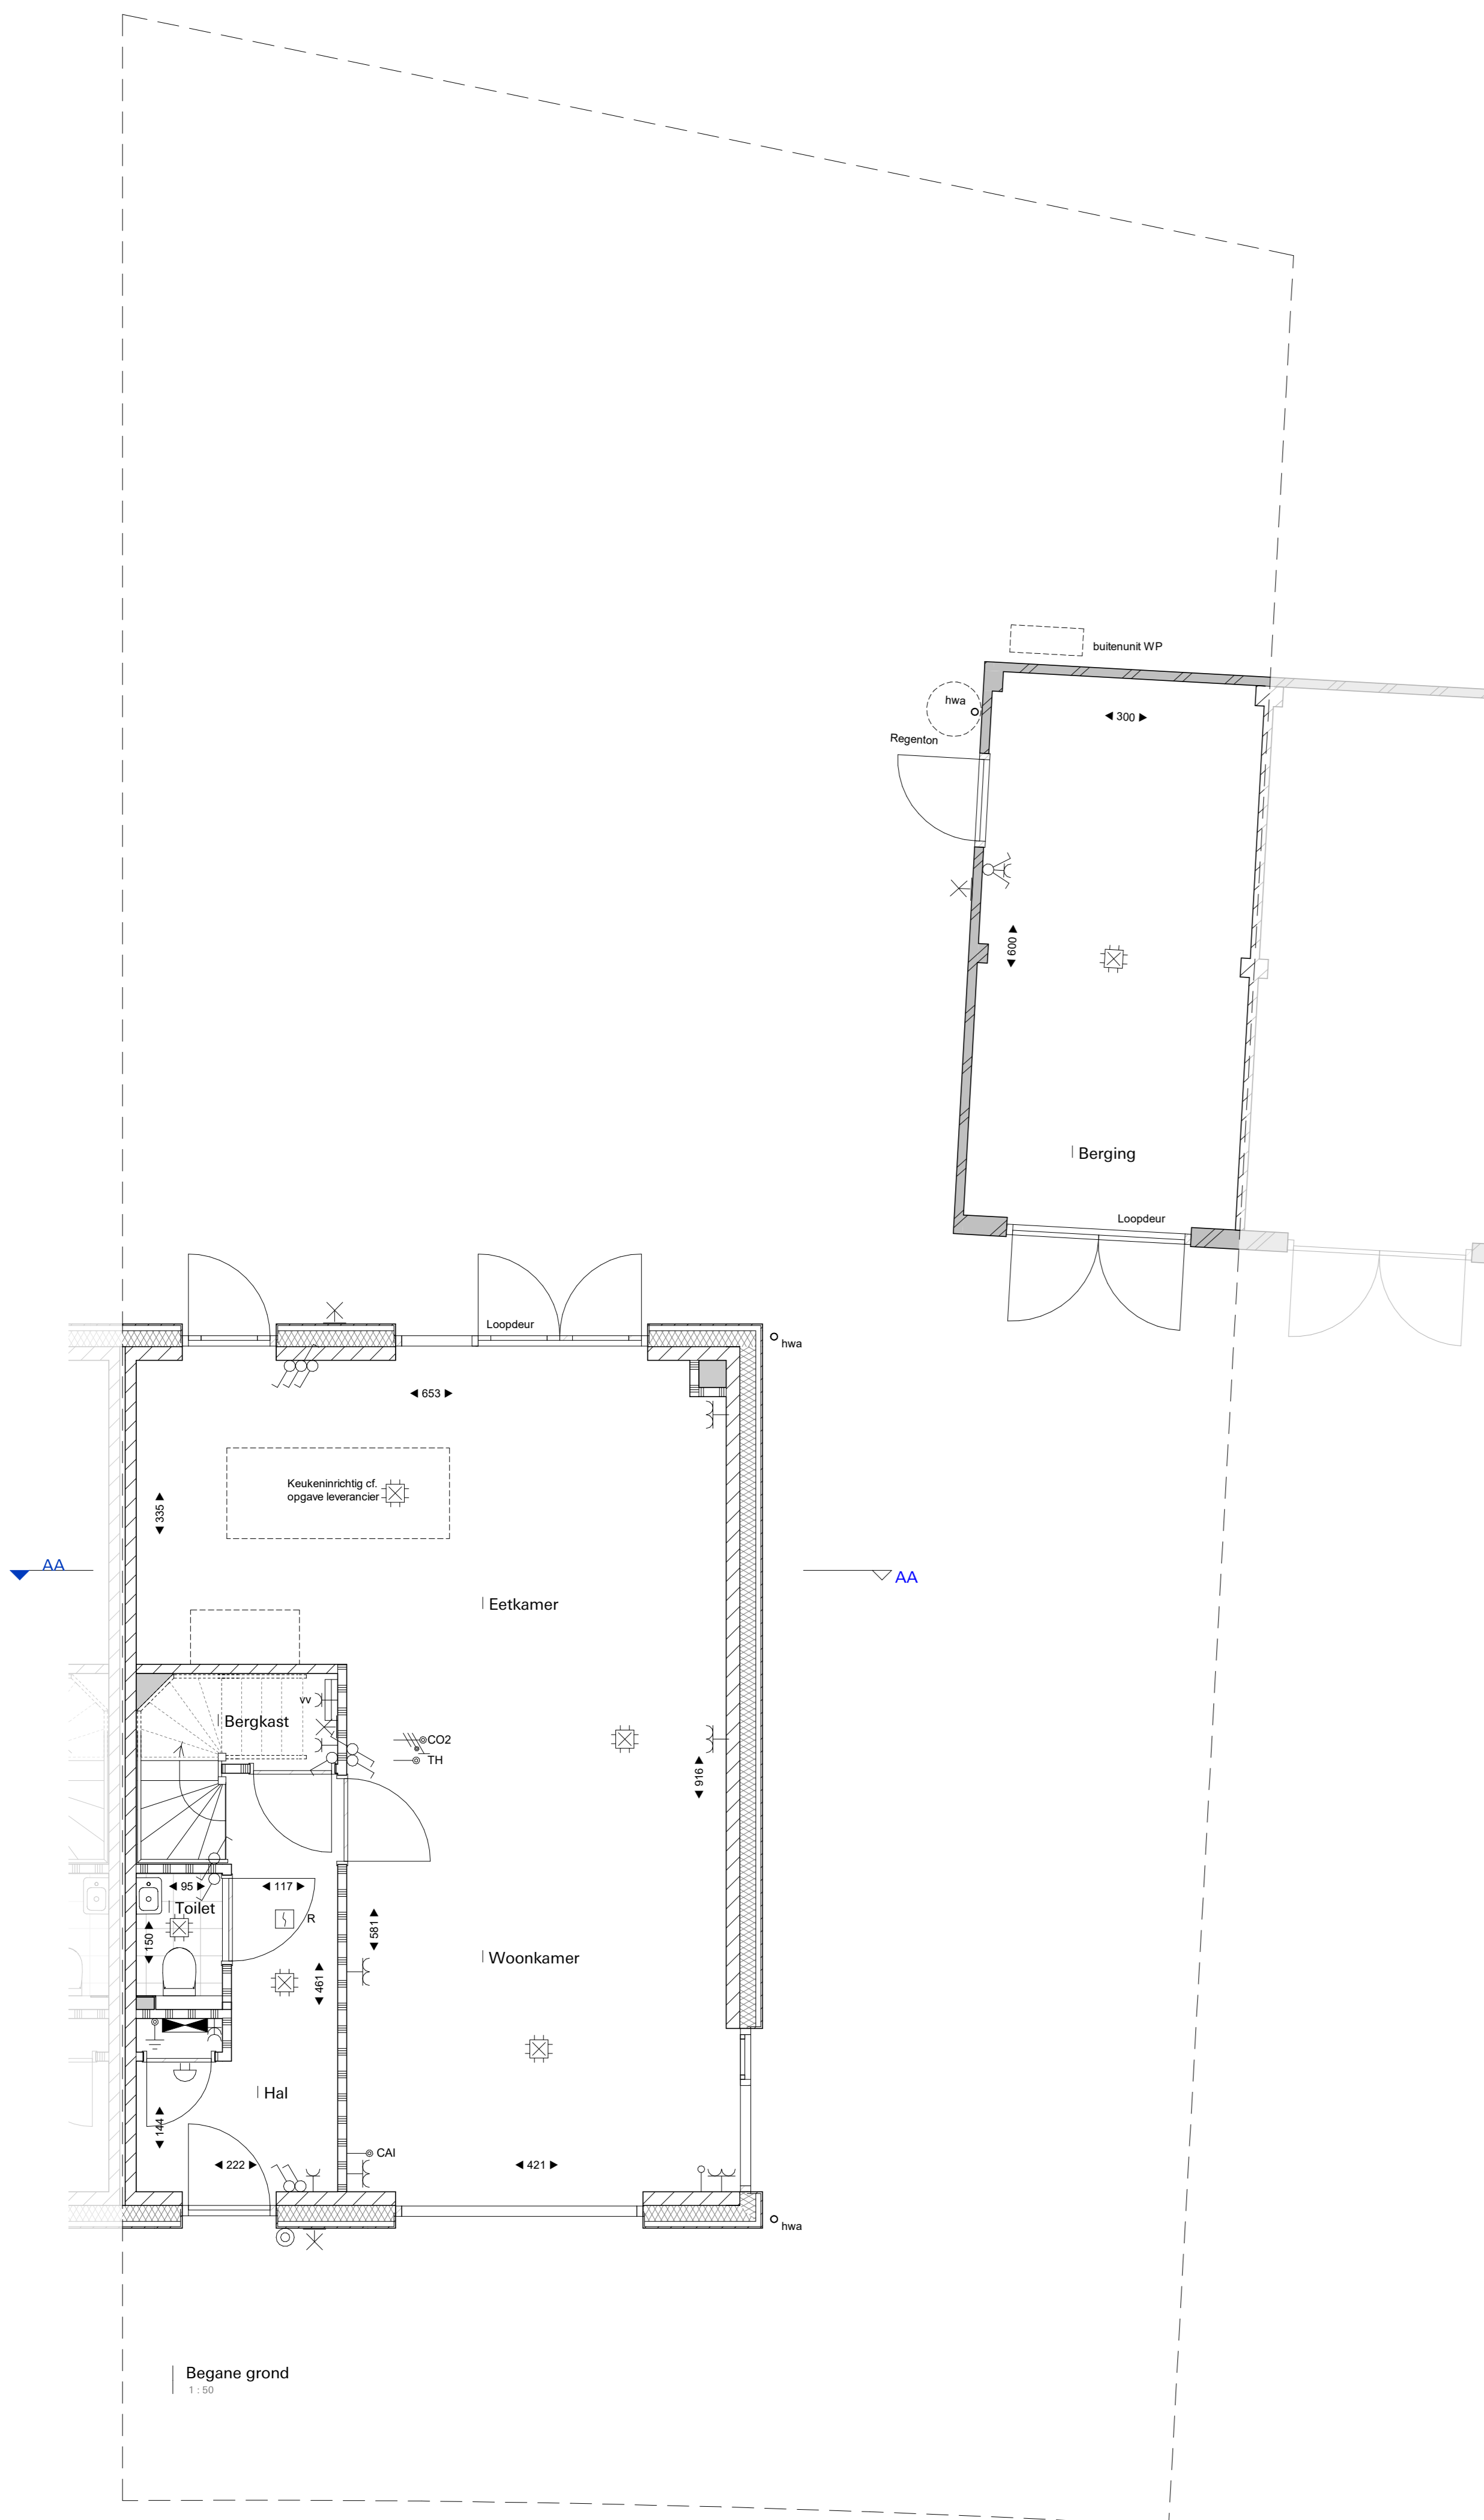 buitenunit WP
hwa
300
Regenton
600
Berging
Loopdeur
Loopdeur
hwa
653
Keukeninrichtig cf.
opgave leverancier
335
AA
AA
Eetkamer
vv
Bergkast
CO2
TH
916
95
117
Toilet
R
581
150
461
Woonkamer
Hal
144
CAI
222
421
hwa
Begane grond
1 : 50